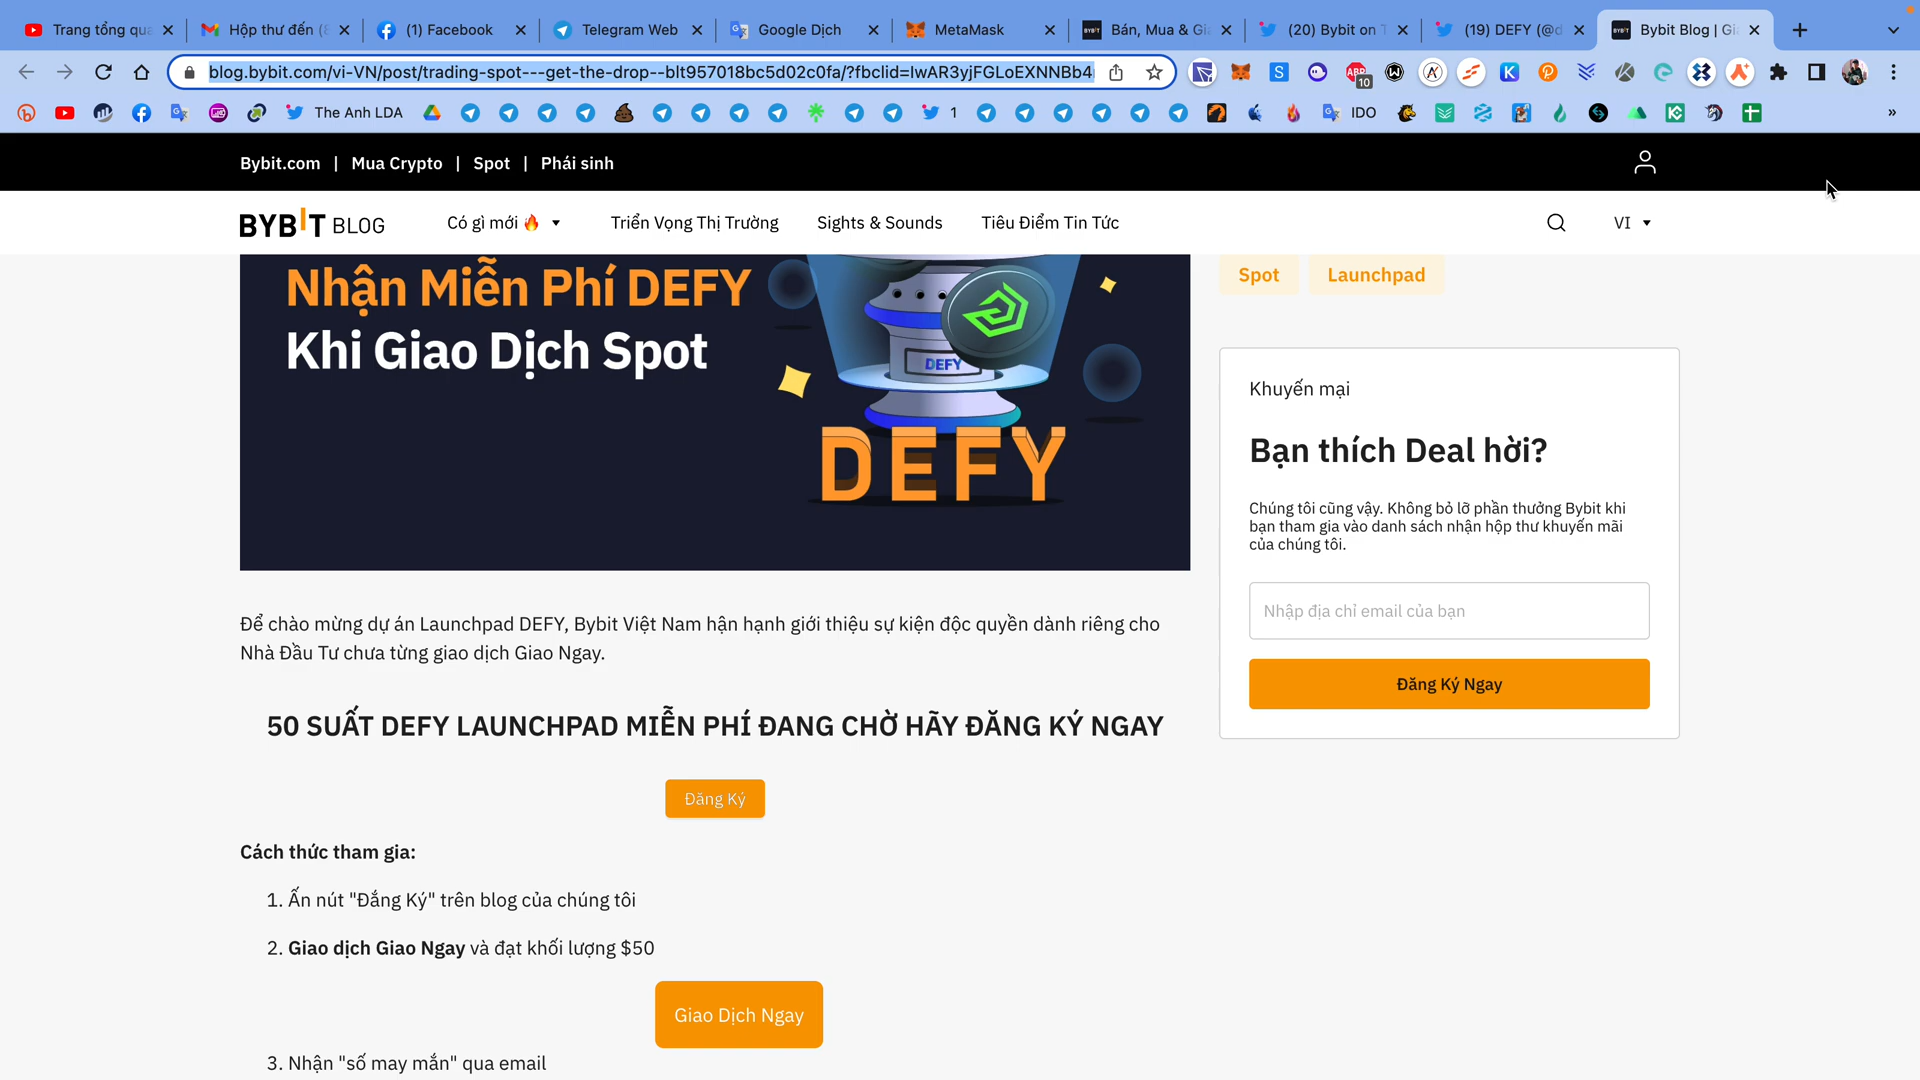 Trang tổng qua
Hộp thư đến (8
(1) Facebook
Telegram Web
Google Dịch
MetaMask
Bán, Mua & Gi
(20) Bybit on T
(19) DEFY (@d
Bybit Blog | Gi
blog.bybit.com/vi-VN/post/trading-spot---get-the-drop--blt957018bc5d02c0fa/?fbclid=IwAR3yjFGLoEXNNBb4
10
The Anh LDA
1
IDO
Bybit.com | Mua Crypto | Spot | Phái sinh
BYBIT BLOG
Có gì mới
Triển Vọng Thị Trường
Sights & Sounds
Tiêu Điểm Tin Tức
VI
Nhận Miễn Phí DEFY
Khi Giao Dịch Spot
DEFY
DEFY
Spot
Launchpad
Khuyến mại
Bạn thích Deal hời?
Chúng tôi cũng vậy. Không bỏ lỡ phần thưởng Bybit khi
bạn tham gia vào danh sách nhận hộp thư khuyến mãi
của chúng tôi.
Nhập địa chỉ email của bạn
Đăng Ký Ngay
Để chào mừng dự án Launchpad DEFY, Bybit Việt Nam hận hạnh giới thiệu sự kiện độc quyền dành riêng cho
Nhà Đầu Tư chưa từng giao dịch Giao Ngay.
50 SUẤT DEFY LAUNCHPAD MIỄN PHÍ ĐANG CHỜ HÃY ĐĂNG KÝ NGAY
Đăng Ký
Cách thức tham gia:
1. Ấn nút "Đắng Ký" trên blog của chúng tôi
2. Giao dịch Giao Ngay và đạt khối lượng $50
Giao Dịch Ngay
3. Nhận "số may mắn" qua email